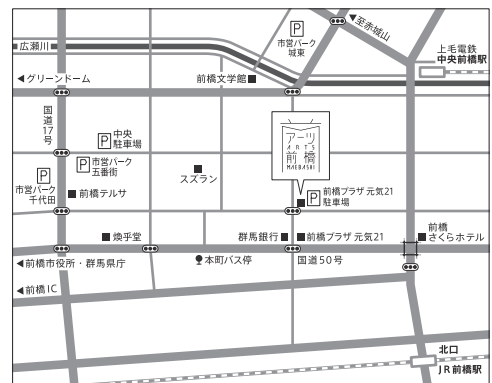 P
市営パーク
城東
至赤城山
広瀬川
上毛電鉄
中央前橋駅
グリーンドーム
前橋文学館
国道17号
P
中央
駐車場
P
市営パーク
五番街
アーツ
ARTS
前橋
MAEBASHI
P
市営パーク
千代田
スズラン
前橋テルサ
P
前橋プラザ 元気21
駐車場
煥乎堂
群馬銀行
前橋プラザ 元気21
前橋
さくらホテル
前橋市役所・群馬県庁
本町バス停
国道50号
前橋IC
北口
JR前橋駅